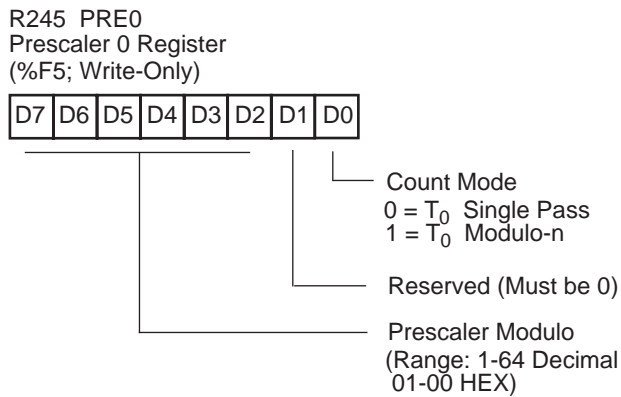 R245 PRE0
Prescaler 0 Register
(%F5; Write-Only)
D7 D6 D5 D4 D3 D2 D1 D0
Count Mode
0 = T0 Single Pass
1 = T0 Modulo-n
Reserved (Must be 0)
Prescaler Modulo
(Range: 1-64 Decimal
01-00 HEX)